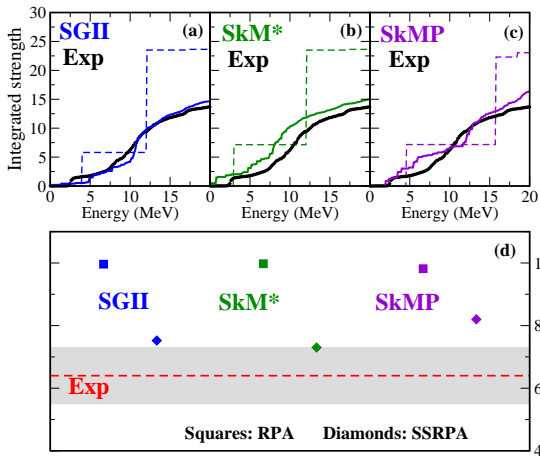 30
25
20
15
10
5
0
Integrated strength
(a)
SGII
Exp
(b)
SkM*
Exp
(c)
SkMP
Exp
0 5 10 15
0 5 10 15
0 5 10 15 20
Energy (MeV) Energy (MeV) Energy (MeV)
(d)
SGII SkM* SkMP
Exp
Squares: RPA Diamonds: SSRPA
8
6
4